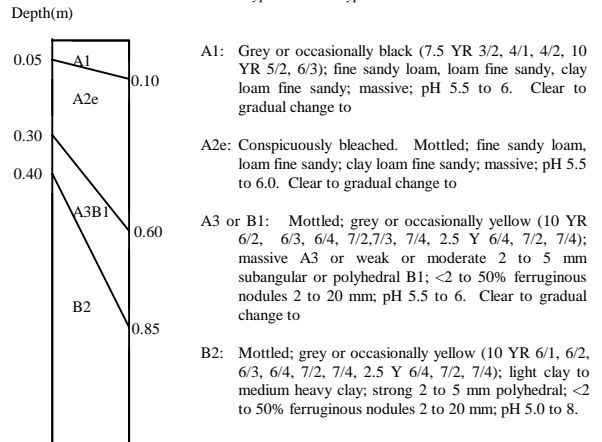 Depth(m)
0.05
A1
0.10
A2e
0.30
0.40
A3B1
0.60
B2
0.85
A1: Grey or occasionally black (7.5 YR 3/2, 4/1, 4/2, 10
YR 5/2, 6/3); fine sandy loam, loam fine sandy, clay
loam fine sandy; massive; pH 5.5 to 6. Clear to
gradual change to
A2e: Conspicuously bleached. Mottled; fine sandy loam,
loam fine sandy; clay loam fine sandy; massive; pH 5.5
to 6.0. Clear to gradual change to
A3 or B1: Mottled; grey or occasionally yellow (10 YR
6/2, 6/3, 6/4, 7/2,7/3, 7/4, 2.5 Y 6/4, 7/2, 7/4);
massive A3 or weak or moderate 2 to 5 mm
subangular or polyhedral B1; <2 to 50% ferruginous
nodules 2 to 20 mm; pH 5.5 to 6. Clear to gradual
change to
B2: Mottled; grey or occasionally yellow (10 YR 6/1, 6/2,
6/3, 6/4, 7/2, 7/4, 2.5 Y 6/4, 7/2, 7/4); light clay to
medium heavy clay; strong 2 to 5 mm polyhedral; <2
to 50% ferruginous nodules 2 to 20 mm; pH 5.0 to 8.